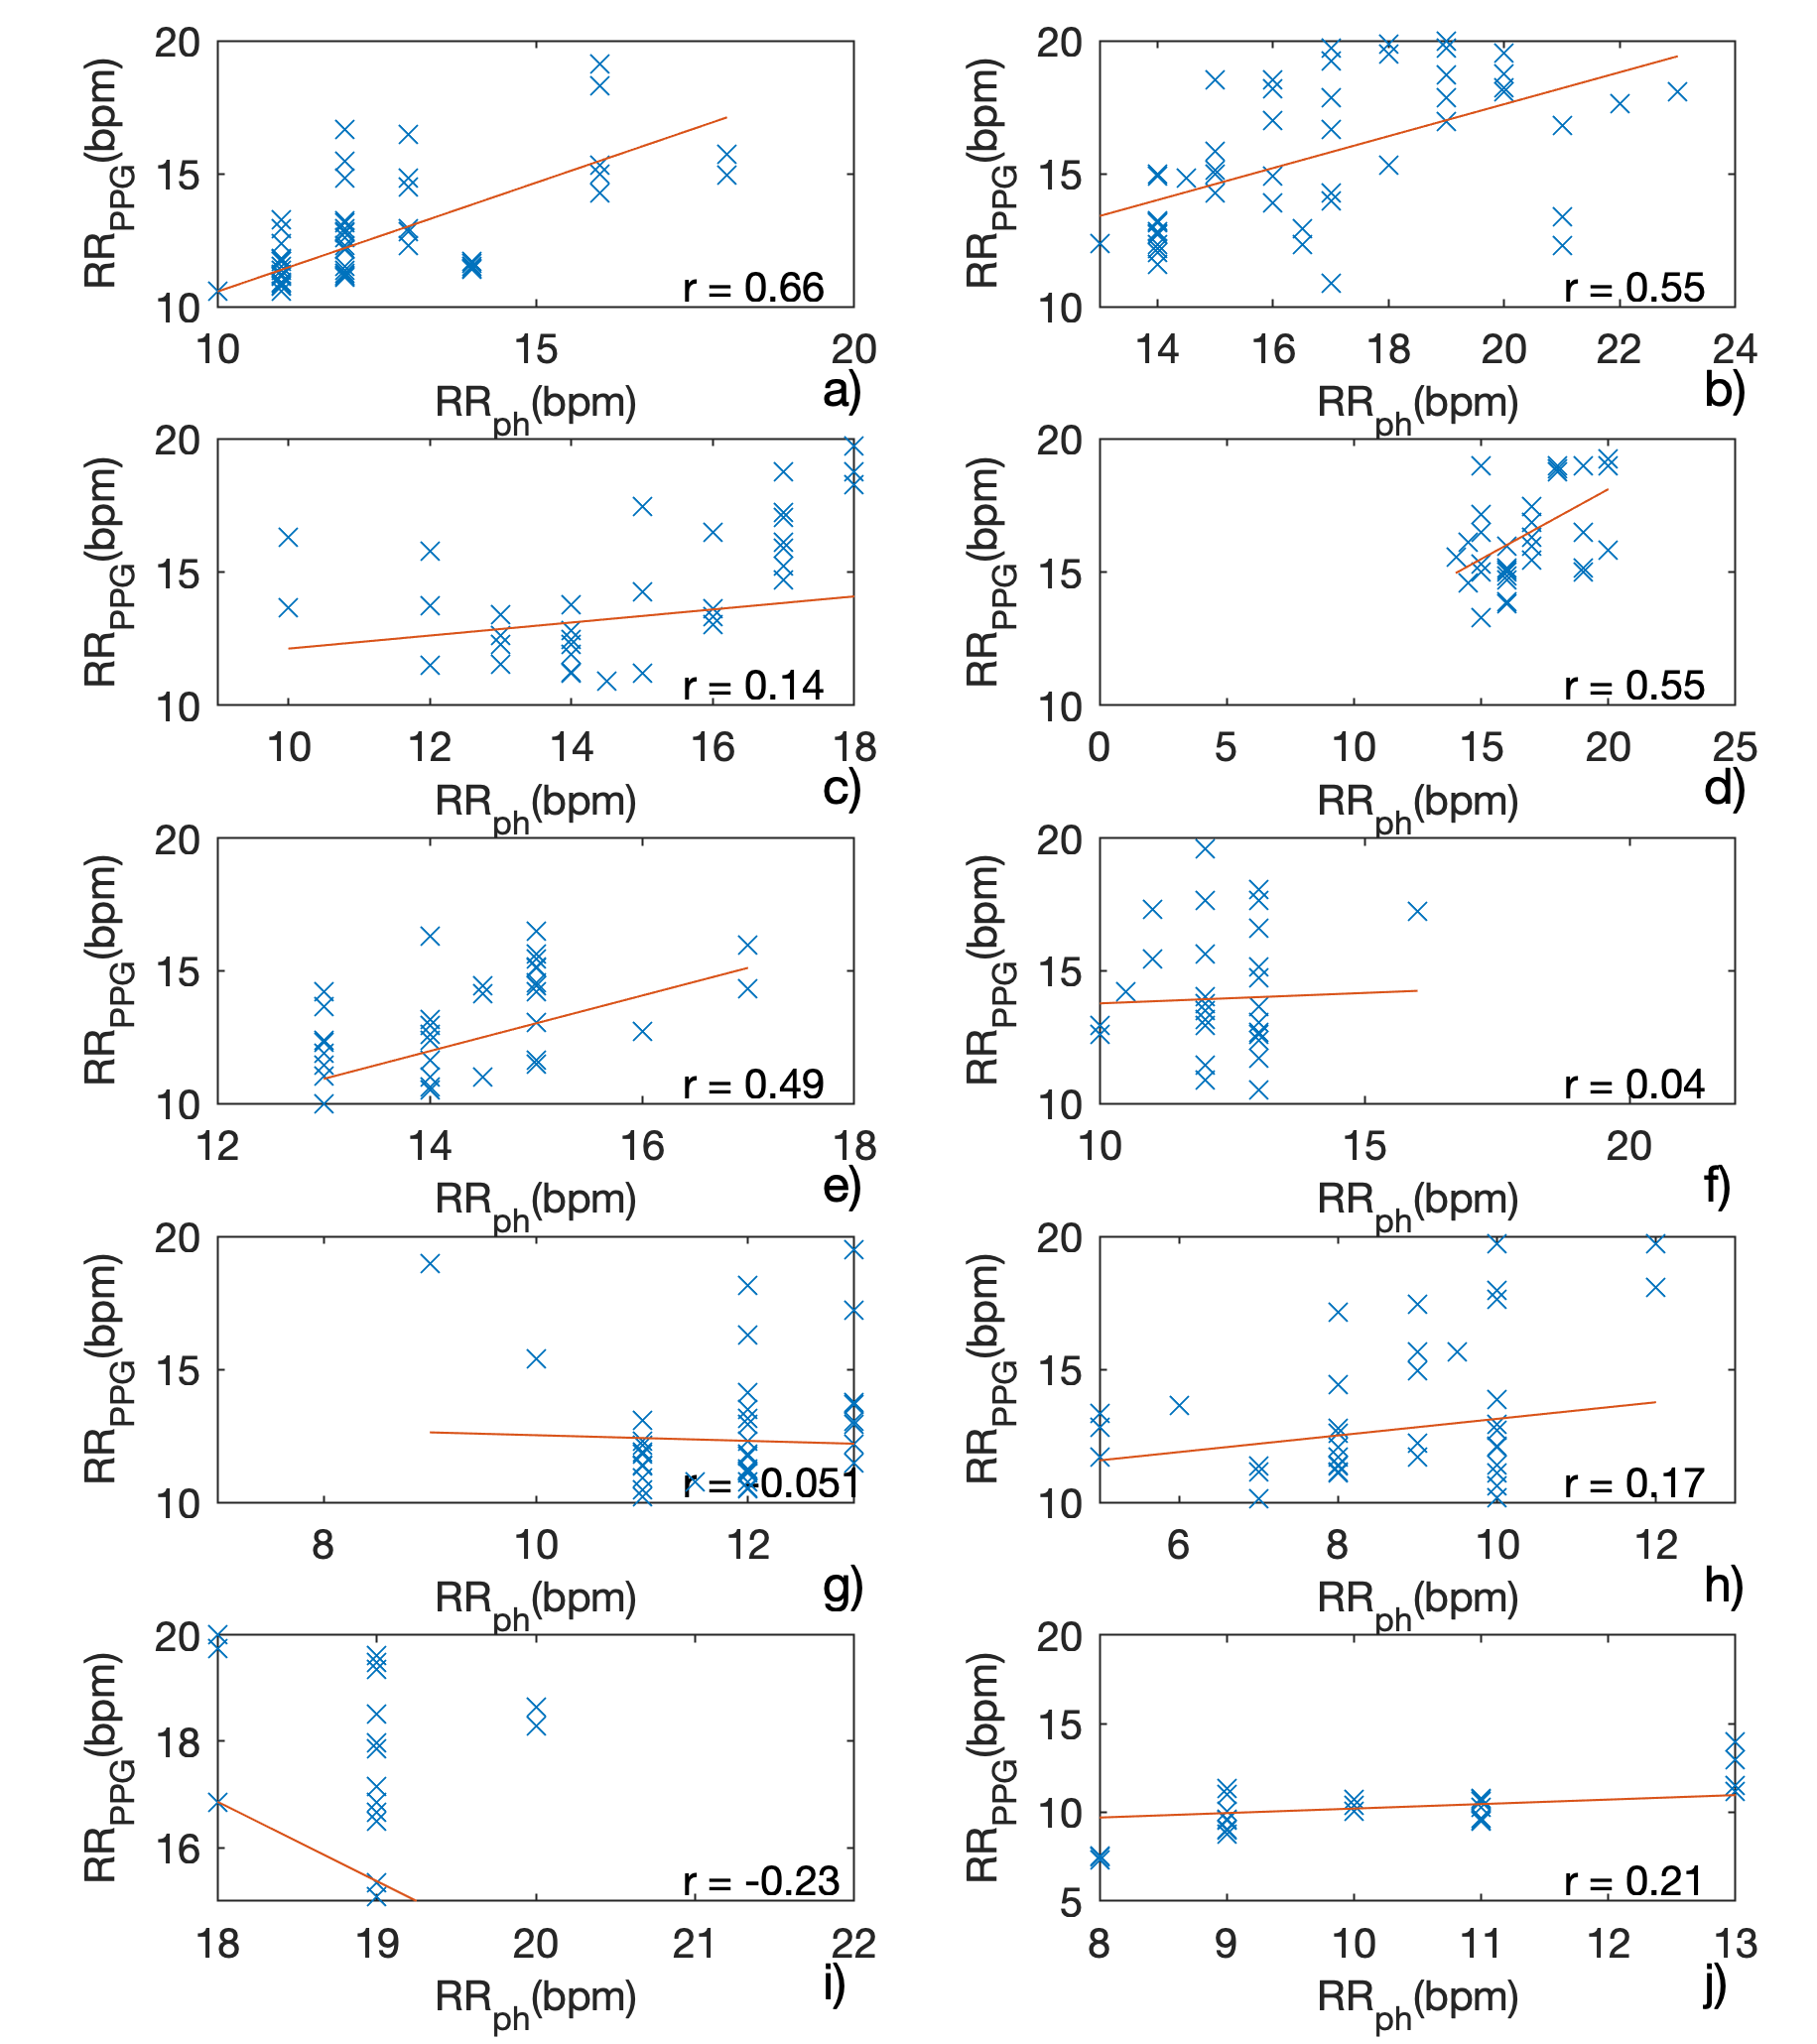 20
15
10
RR_PPG(bpm)
r = 0.66
10 15 20
RR_ph(bpm)
a)
20
15
10
RR_PPG(bpm)
r = 0.55
14 16 18 20 22 24
RR_ph(bpm)
b)
20
15
10
RR_PPG(bpm)
r = 0.14
10 12 14 16 18
RR_ph(bpm)
c)
20
15
10
RR_PPG(bpm)
r = 0.55
0 5 10 15 20 25
RR_ph(bpm)
d)
20
15
10
RR_PPG(bpm)
r = 0.49
12 14 16 18
RR_ph(bpm)
e)
20
15
10
RR_PPG(bpm)
r = 0.04
10 15 20
RR_ph(bpm)
f)
20
15
10
RR_PPG(bpm)
r = -0.051
8 10 12
RR_ph(bpm)
g)
20
15
10
RR_PPG(bpm)
r = 0.17
6 8 10 12
RR_ph(bpm)
h)
20
18
16
RR_PPG(bpm)
r = -0.23
18 19 20 21 22
RR_ph(bpm)
i)
20
15
10
5
RR_PPG(bpm)
r = 0.21
8 9 10 11 12 13
RR_ph(bpm)
j)